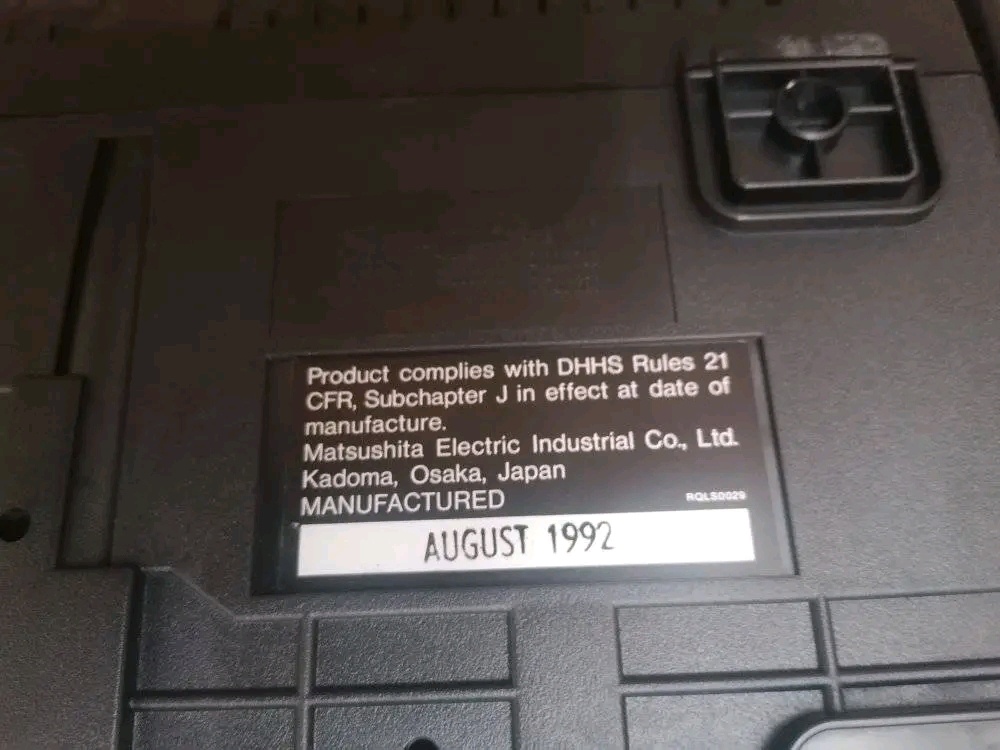 Product complies with DHHS Rules 21
CFR, Subchapter J in effect at date of
manufacture.
Matsushita Electric Industrial Co., Ltd.
Kadoma, Osaka, Japan
MANUFACTURED
RQLS0029
AUGUST 1992